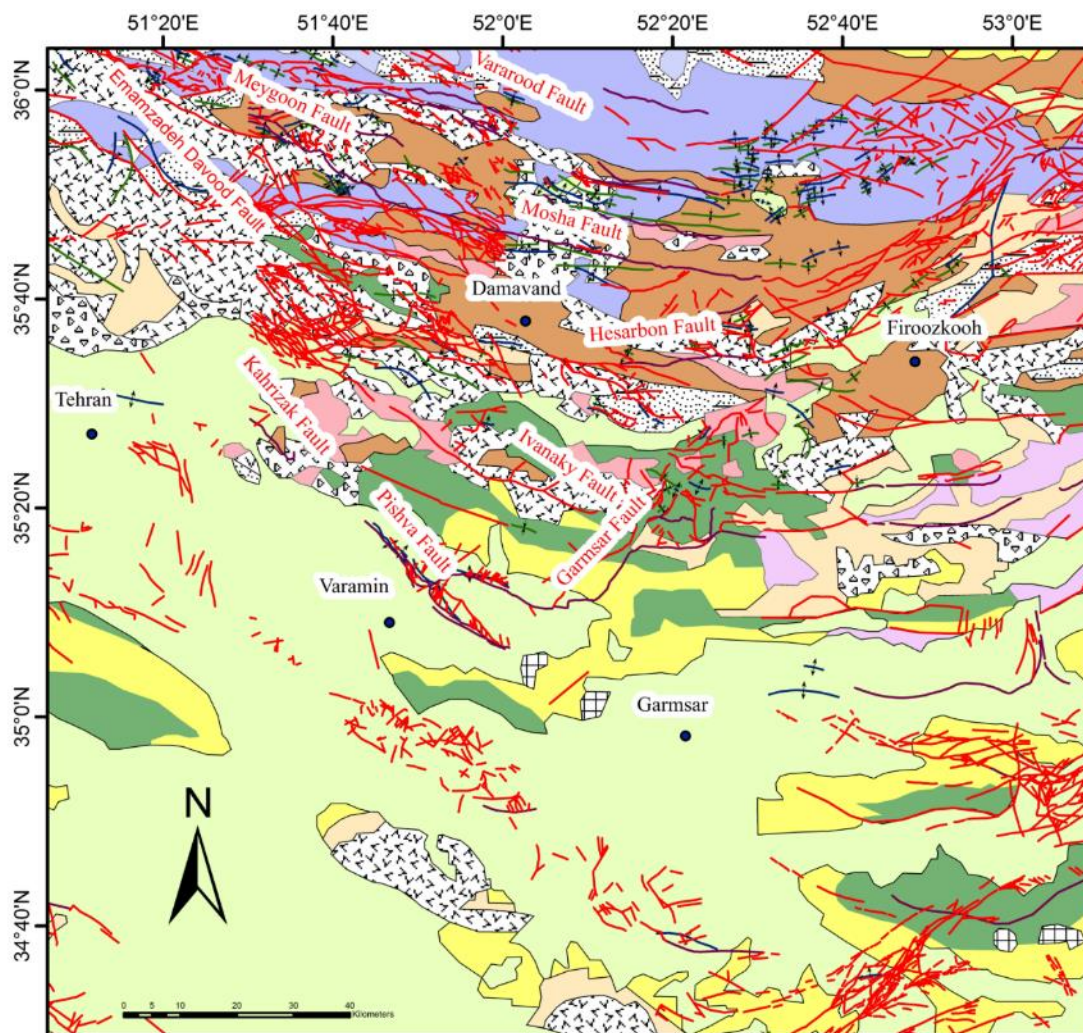 51°20'E
51°40'E
52°0'E
52°20'E
52°40'E
53°0'E
36°0'N
35°40'N
35°20'N
35°0'N
34°40'N
Vararood Fault
Meygoon Fault
Emamzadeh Davood Fault
Mosha Fault
Damavand
Hesarbon Fault
Firoozkooh
Kahrizak Fault
Tehran
Ivanaky Fault
Pishva Fault
Garmsar Fault
Varamin
Garmsar
N
0 5 10 20 30 40
Kilometers